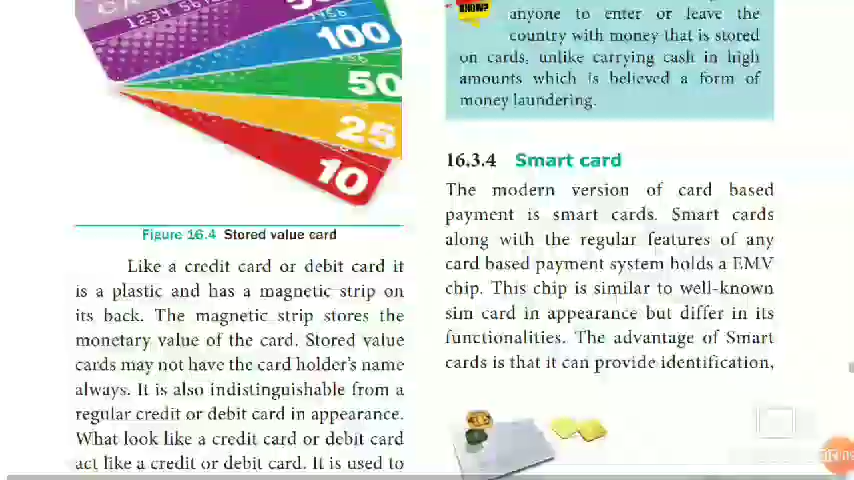 1234 567
100
50
25
10
Figure 16.4 Stored value card
Like a credit card or debit card it
is a plastic and has a magnetic strip on
its back. The magnetic strip stores the
monetary value of the card. Stored value
cards may not have the card holder's name
always. It is also indistinguishable from a
regular credit or debit card in appearance.
What look like a credit card or debit card
act like a credit or debit card. It is used to
KNOW?
anyone to enter or leave the
country with money that is stored
on cards, unlike carrying cash in high
amounts which is believed a form of
money laundering.
16.3.4 Smart card
The modern version of card based
payment is smart cards. Smart cards
along with the regular features of any
card based payment system holds a EMV
chip. This chip is similar to well-known
sim card in appearance but differ in its
functionalities. The advantage of Smart
cards is that it can provide identification,